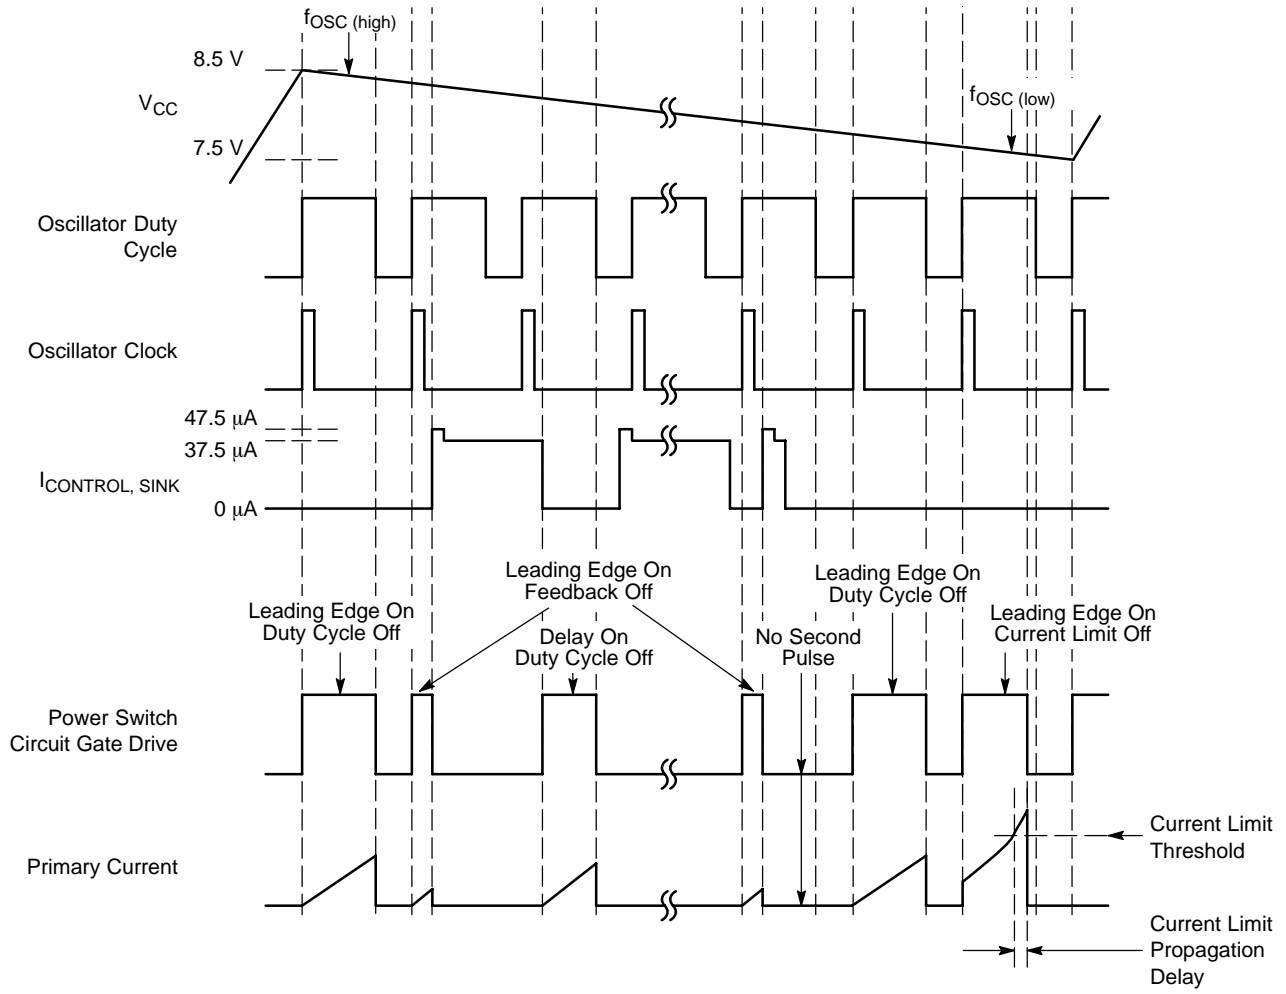 fOSC (high)
8.5 V
VCC
fOSC (low)
7.5 V
Oscillator Duty
Cycle
Oscillator Clock
47.5 μA
37.5 μA
ICONTROL, SINK
0 μA
Leading Edge On
Duty Cycle Off
Leading Edge On
Feedback Off
Delay On
Duty Cycle Off
No Second
Pulse
Leading Edge On
Duty Cycle Off
Leading Edge On
Current Limit Off
Power Switch
Circuit Gate Drive
Primary Current
Current Limit
Threshold
Current Limit
Propagation
Delay